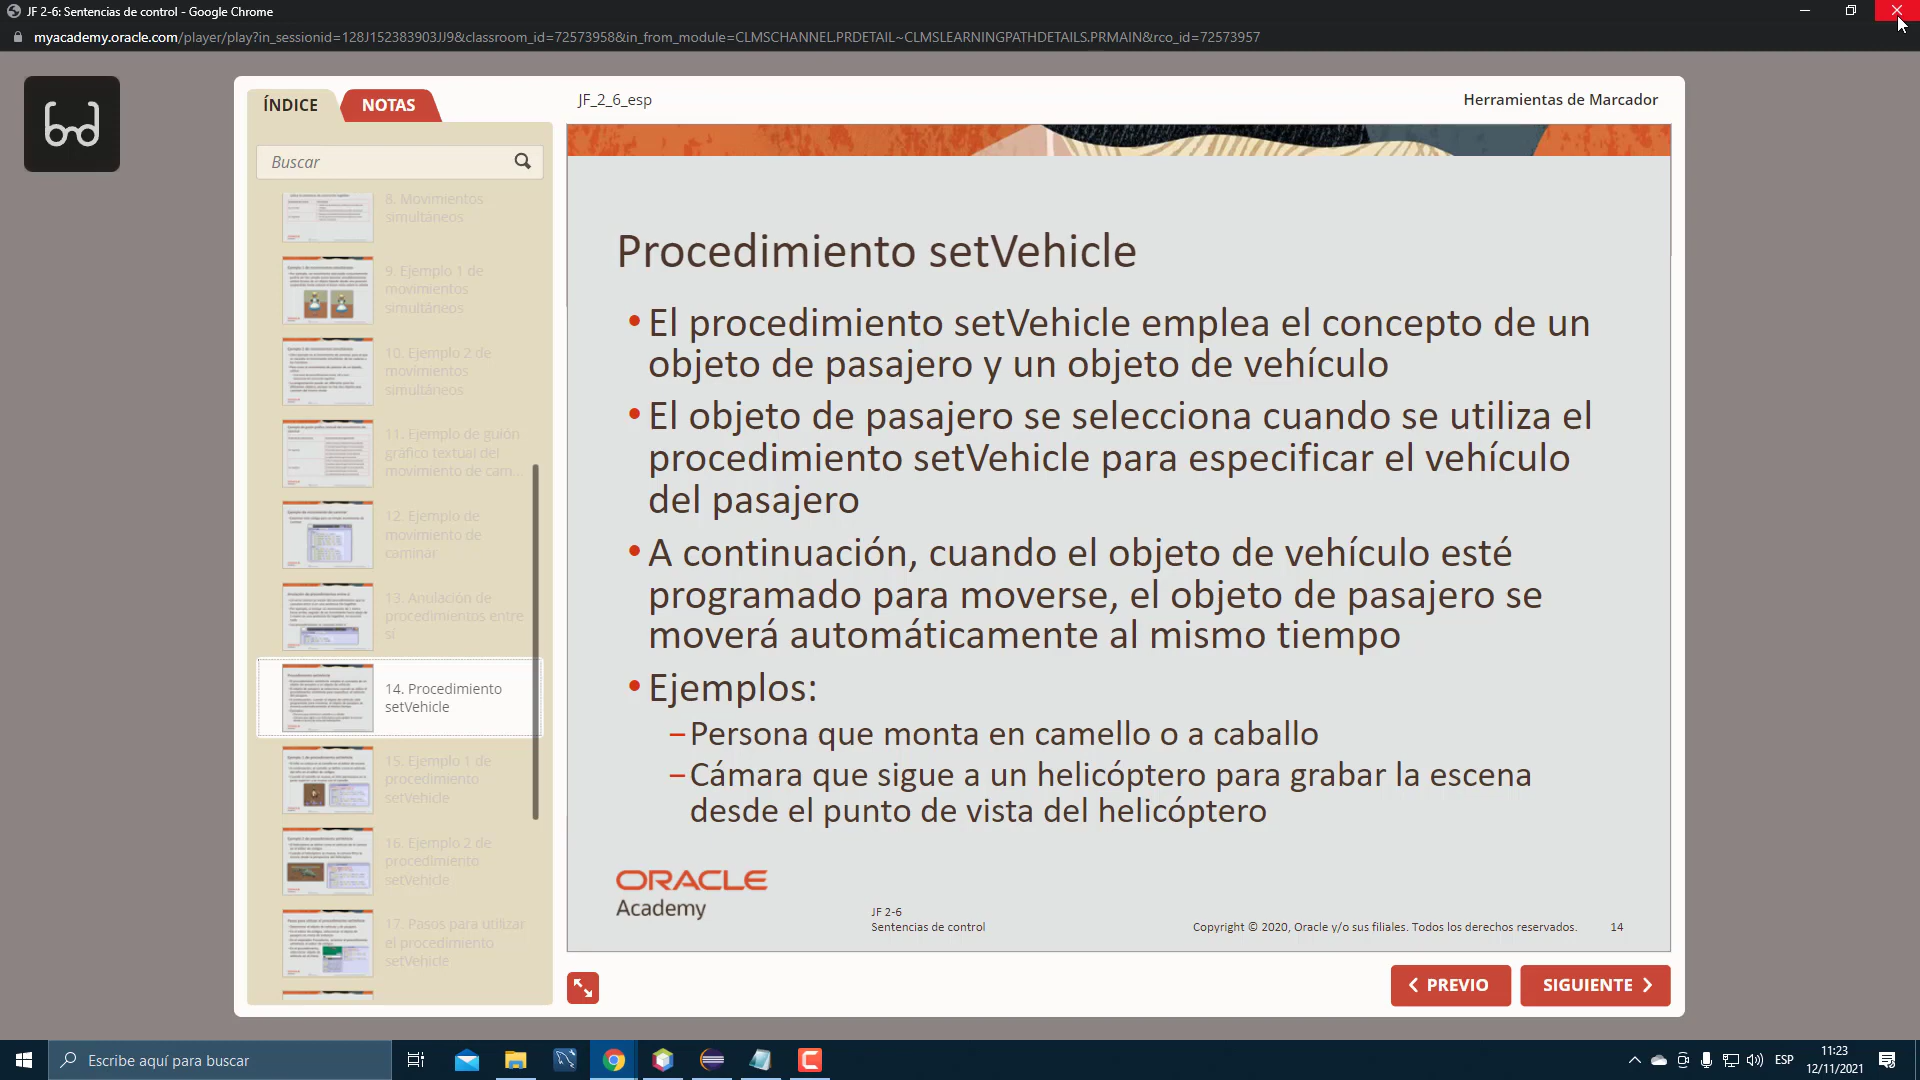 JF 2-6: Sentencias de control - Google Chrome
myacademy.oracle.com/player/play?in_sessionid=128J152383903JJ9&classroom_id=72573958&in_from_module=CLMSCHANNEL.PRDETAIL~CLMSLEARNINGPATHDETAILS.PRMAIN&rco_id=72573957
ÍNDICE
NOTAS
JF_2_6_esp
Herramientas de Marcador
Buscar
8. Movimientos
simultáneos
9. Ejemplo 1 de
movimientos
simultáneos
10. Ejemplo 2 de
movimientos
simultáneos
11. Ejemplo de guión
gráfico textual del
movimiento de cam...
12. Ejemplo de
movimiento de
caminar
13. Anulación de
procedimientos entre
sí
14. Procedimiento
setVehicle
15. Ejemplo 1 de
procedimiento
setVehicle
16. Ejemplo 2 de
procedimiento
setVehicle
17. Pasos para utilizar
el procedimiento
setVehicle
Procedimiento setVehicle
•El procedimiento setVehicle emplea el concepto de un
objeto de pasajero y un objeto de vehículo
•El objeto de pasajero se selecciona cuando se utiliza el
procedimiento setVehicle para especificar el vehículo
del pasajero
•A continuación, cuando el objeto de vehículo esté
programado para moverse, el objeto de pasajero se
moverá automáticamente al mismo tiempo
•Ejemplos:
–Persona que monta en camello o a caballo
–Cámara que sigue a un helicóptero para grabar la escena
desde el punto de vista del helicóptero
ORACLE
Academy
JF 2-6
Sentencias de control
Copyright © 2020, Oracle y/o sus filiales. Todos los derechos reservados.
14
PREVIO
SIGUIENTE
Escribe aquí para buscar
ESP
11:23
12/11/2021